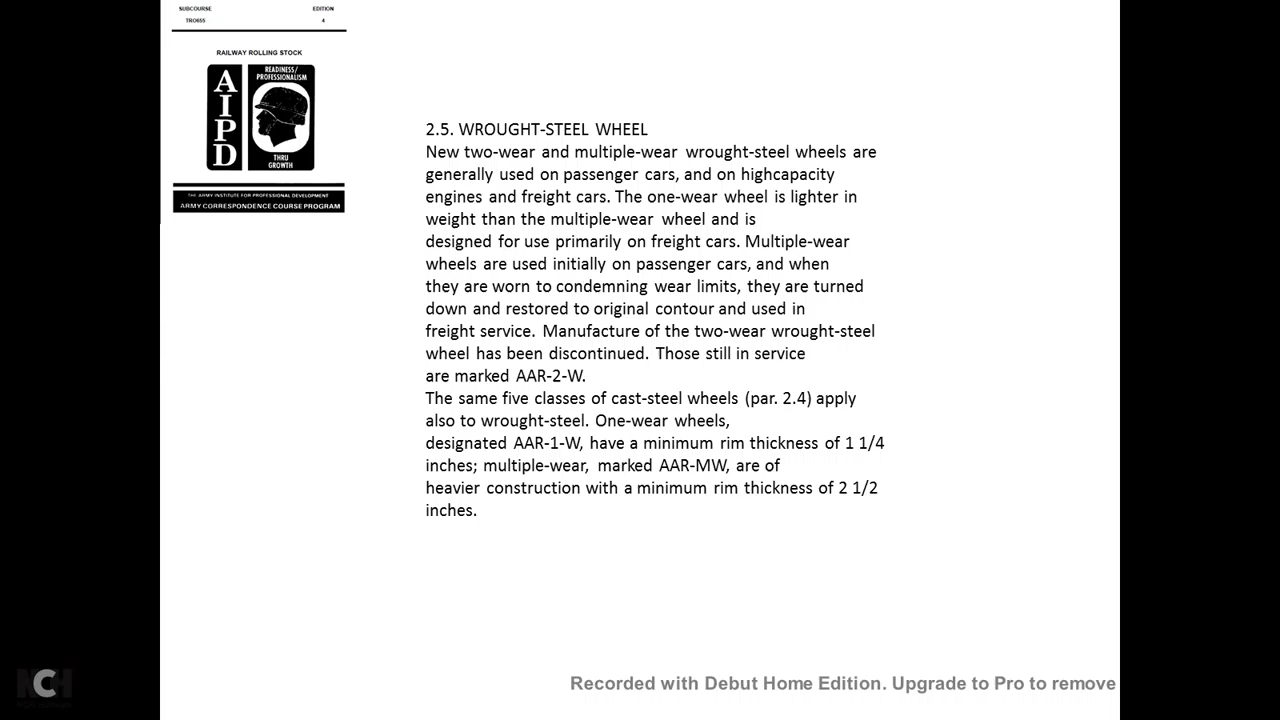 SUBCOURSE EDITION
TRO655 4
RAILWAY ROLLING STOCK
AIPD
READINESS/
PROFESSIONALISM
THRU
GROWTH
THE ARMY INSTITUTE FOR PROFESSIONAL DEVELOPMENT
ARMY CORRESPONDENCE COURSE PROGRAM
2.5. WROUGHT-STEEL WHEEL
New two-wear and multiple-wear wrought-steel wheels are
generally used on passenger cars, and on highcapacity
engines and freight cars. The one-wear wheel is lighter in
weight than the multiple-wear wheel and is
designed for use primarily on freight cars. Multiple-wear
wheels are used initially on passenger cars, and when
they are worn to condemning wear limits, they are turned
down and restored to original contour and used in
freight service. Manufacture of the two-wear wrought-steel
wheel has been discontinued. Those still in service
are marked AAR-2-W.
The same five classes of cast-steel wheels (par. 2.4) apply
also to wrought-steel. One-wear wheels,
designated AAR-1-W, have a minimum rim thickness of 1 1/4
inches; multiple-wear, marked AAR-MW, are of
heavier construction with a minimum rim thickness of 2 1/2
inches.
NCH
Recorded with Debut Home Edition. Upgrade to Pro to remove